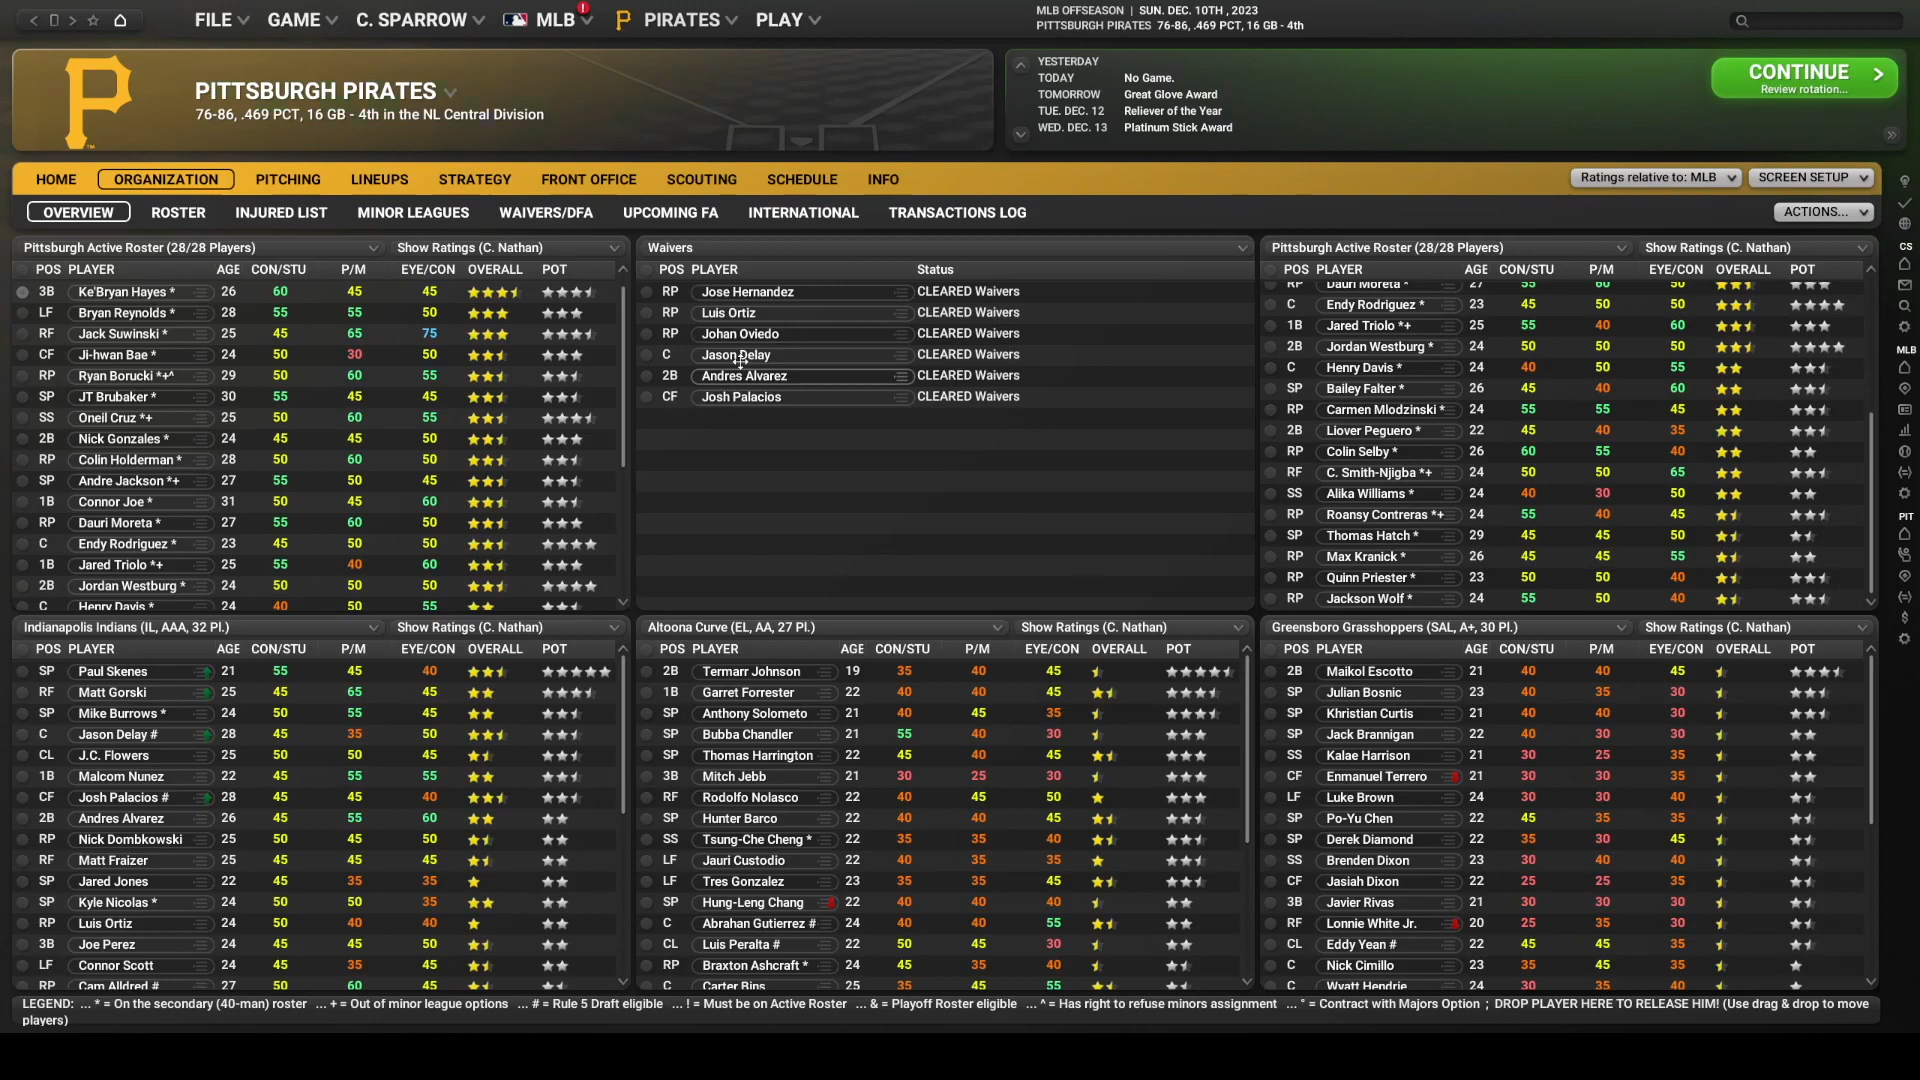 FILE GAME C. SPARROW MLB ! PIRATES PLAY
MLB OFFSEASON | SUN. DEC. 10TH , 2023
PITTSBURGH PIRATES 76-86, .469 PCT, 16 GB - 4th
P
PITTSBURGH PIRATES
76-86, .469 PCT, 16 GB - 4th in the NL Central Division
YESTERDAY
TODAY No Game.
TOMORROW Great Glove Award
TUE. DEC. 12 Reliever of the Year
WED. DEC. 13 Platinum Stick Award
CONTINUE
Review rotation...
HOME ORGANIZATION PITCHING LINEUPS STRATEGY FRONT OFFICE SCOUTING SCHEDULE INFO
Ratings relative to: MLB SCREEN SETUP
OVERVIEW ROSTER INJURED LIST MINOR LEAGUES WAIVERS/DFA UPCOMING FA INTERNATIONAL TRANSACTIONS LOG
ACTIONS...
Pittsburgh Active Roster (28/28 Players) Show Ratings (C. Nathan)
POS PLAYER AGE CON/STU P/M EYE/CON OVERALL POT
3B Ke'Bryan Hayes * 26 60 45 45
LF Bryan Reynolds * 28 55 55 50
RF Jack Suwinski * 25 45 65 75
CF Ji-hwan Bae * 24 50 30 50
RP Ryan Borucki *+^ 29 50 60 55
SP JT Brubaker * 30 55 45 45
SS Oneil Cruz *+ 25 50 60 55
2B Nick Gonzales * 24 45 45 50
RP Colin Holderman * 28 50 60 50
SP Andre Jackson *+ 27 55 50 45
1B Connor Joe * 31 50 45 60
RP Dauri Moreta * 27 55 60 50
C Endy Rodriguez * 23 45 50 50
1B Jared Triolo *+ 25 55 40 60
2B Jordan Westburg * 24 50 50 50
C Henry Davis * 24 40 50 55
Waivers
POS PLAYER Status
RP Jose Hernandez CLEARED Waivers
RP Luis Ortiz CLEARED Waivers
RP Johan Oviedo CLEARED Waivers
C Jason Delay CLEARED Waivers
2B Andres Alvarez CLEARED Waivers
CF Josh Palacios CLEARED Waivers
Pittsburgh Active Roster (28/28 Players) Show Ratings (C. Nathan)
POS PLAYER AGE CON/STU P/M EYE/CON OVERALL POT
RP Dauri Moreta * 27 55 60 50
C Endy Rodriguez * 23 45 50 50
1B Jared Triolo *+ 25 55 40 60
2B Jordan Westburg * 24 50 50 50
C Henry Davis * 24 40 50 55
SP Bailey Falter * 26 45 40 60
RP Carmen Mlodzinski * 24 55 55 45
2B Liover Peguero * 22 45 40 35
RP Colin Selby * 26 60 55 40
RF C. Smith-Njigba *+ 24 50 50 65
SS Alika Williams * 24 40 30 50
RP Roansy Contreras *+ 24 55 40 45
SP Thomas Hatch * 29 45 45 50
RP Max Kranick * 26 45 45 55
RP Quinn Priester * 23 50 50 40
RP Jackson Wolf * 24 55 50 40
Indianapolis Indians (IL, AAA, 32 Pl.) Show Ratings (C. Nathan)
POS PLAYER AGE CON/STU P/M EYE/CON OVERALL POT
SP Paul Skenes 21 55 45 40
RF Matt Gorski 25 45 65 45
SP Mike Burrows * 24 50 55 45
C Jason Delay # 28 45 35 50
CL J.C. Flowers 25 50 50 45
1B Malcom Nunez 22 45 55 55
CF Josh Palacios # 28 45 45 40
2B Andres Alvarez 26 45 55 60
RP Nick Dombkowski 25 50 45 50
RF Matt Fraizer 25 45 45 45
SP Jared Jones 22 45 35 35
SP Kyle Nicolas * 24 50 50 35
RP Luis Ortiz 24 50 40 40
3B Joe Perez 24 45 45 50
LF Connor Scott 24 45 35 45
RP Cam Alldred # 27 50 60 45
Altoona Curve (EL, AA, 27 Pl.) Show Ratings (C. Nathan)
POS PLAYER AGE CON/STU P/M EYE/CON OVERALL POT
2B Termarr Johnson 19 35 40 45
1B Garret Forrester 22 40 40 45
SP Anthony Solometo 21 40 45 35
SP Bubba Chandler 21 55 40 30
SP Thomas Harrington 22 45 40 40
3B Mitch Jebb 21 30 25 30
RF Rodolfo Nolasco 22 40 45 50
SP Hunter Barco 22 40 40 45
SS Tsung-Che Cheng * 22 35 35 40
LF Jauri Custodio 22 40 35 35
LF Tres Gonzalez 23 35 35 45
SP Hung-Leng Chang 22 40 40 40
C Abrahan Gutierrez # 24 40 40 55
CL Luis Peralta # 22 50 45 30
RP Braxton Ashcraft * 24 45 35 40
C Carter Bins 25 35 45 55
Greensboro Grasshoppers (SAL, A+, 30 Pl.) Show Ratings (C. Nathan)
POS PLAYER AGE CON/STU P/M EYE/CON OVERALL POT
2B Maikol Escotto 21 40 40 45
SP Julian Bosnic 23 40 35 30
SP Khristian Curtis 21 40 40 30
SP Jack Brannigan 22 40 30 30
SS Kalae Harrison 21 30 25 35
CF Enmanuel Terrero 21 30 30 35
LF Luke Brown 24 30 30 40
SP Po-Yu Chen 22 45 35 35
SP Derek Diamond 22 35 30 45
SS Brenden Dixon 23 30 40 40
CF Jasiah Dixon 22 25 25 35
3B Javier Rivas 21 30 30 30
RF Lonnie White Jr. 20 25 35 30
CL Eddy Yean # 22 45 45 35
C Nick Cimillo 23 35 45 35
C Wyatt Hendrie 24 30 30 40
CS
MLB
PIT
LEGEND: ... * = On the secondary (40-man) roster ... + = Out of minor league options ... # = Rule 5 Draft eligible ... ! = Must be on Active Roster ... & = Playoff Roster eligible ... ^ = Has right to refuse minors assignment ... ° = Contract with Majors Option ; DROP PLAYER HERE TO RELEASE HIM! (Use drag & drop to move
players)